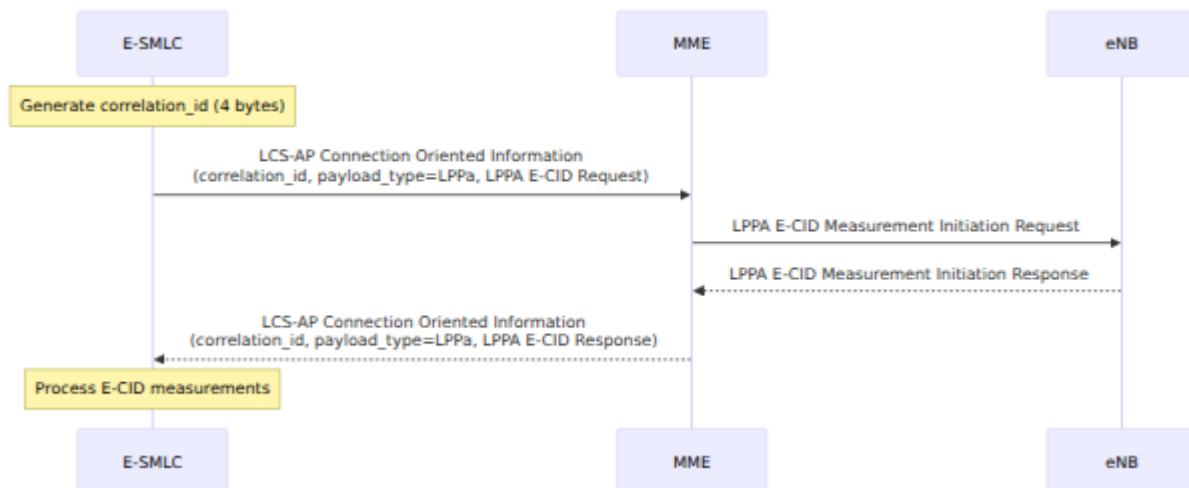 E-SMLC
MME
eNB
Generate correlation_id (4 bytes)
LCS-AP Connection Oriented Information
(correlation_id, payload_type=LPPa, LPPA E-CID Request)
LPPA E-CID Measurement Initiation Request
LPPA E-CID Measurement Initiation Response
LCS-AP Connection Oriented Information
(correlation_id, payload_type=LPPa, LPPA E-CID Response)
Process E-CID measurements
E-SMLC
MME
eNB